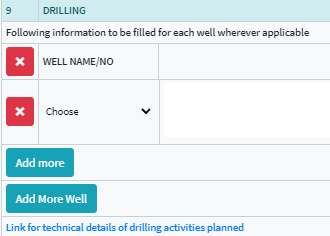 9 DRILLING
Following information to be filled for each well wherever applicable
WELL NAME/NO
Choose
Add more
Add More Well
Link for technical details of drilling activities planned